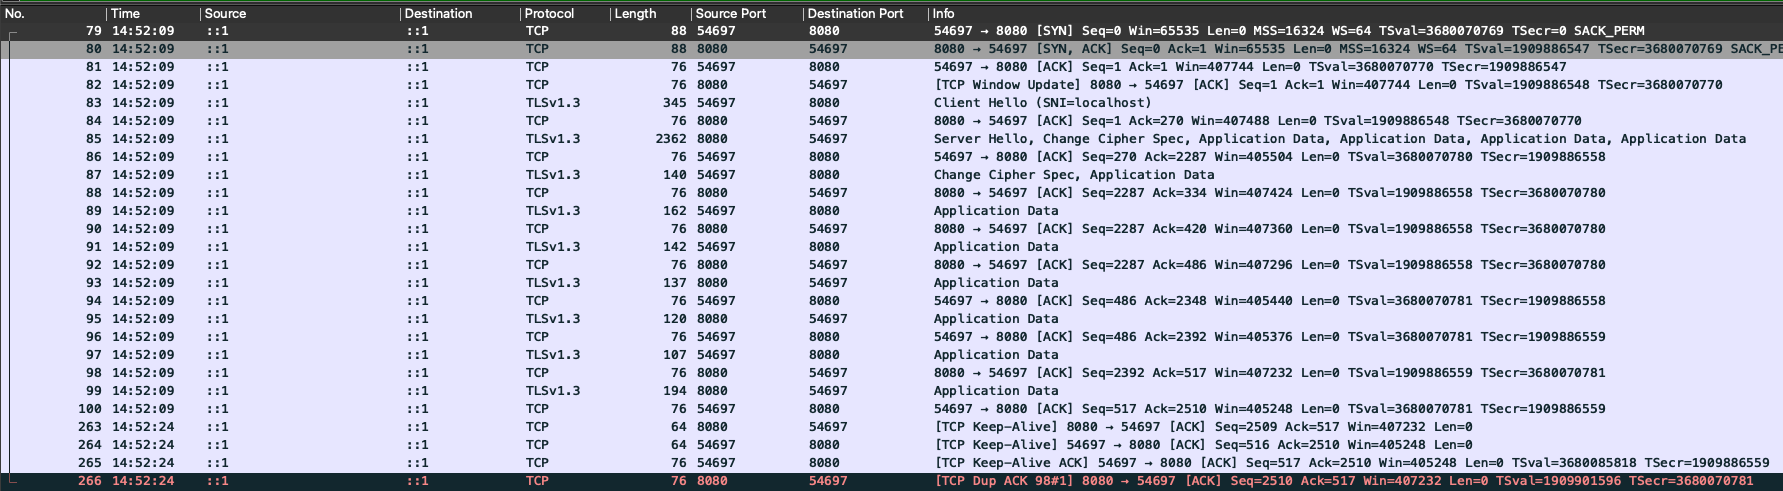 No. Time Source Destination Protocol Length Source Port Destination Port Info
79 14:52:09 ::1 ::1 TCP 88 54697 8080 54697 → 8080 [SYN] Seq=0 Win=65535 Len=0 MSS=16324 WS=64 TSval=3680070769 TSecr=0 SACK_PERM
80 14:52:09 ::1 ::1 TCP 88 8080 54697 8080 → 54697 [SYN, ACK] Seq=0 Ack=1 Win=65535 Len=0 MSS=16324 WS=64 TSval=1909886547 TSecr=3680070769 SACK_PE
81 14:52:09 ::1 ::1 TCP 76 54697 8080 54697 → 8080 [ACK] Seq=1 Ack=1 Win=407744 Len=0 TSval=3680070770 TSecr=1909886547
82 14:52:09 ::1 ::1 TCP 76 8080 54697 [TCP Window Update] 8080 → 54697 [ACK] Seq=1 Ack=1 Win=407744 Len=0 TSval=1909886548 TSecr=3680070770
83 14:52:09 ::1 ::1 TLSv1.3 345 54697 8080 Client Hello (SNI=localhost)
84 14:52:09 ::1 ::1 TCP 76 8080 54697 8080 → 54697 [ACK] Seq=1 Ack=270 Win=407488 Len=0 TSval=1909886548 TSecr=3680070770
85 14:52:09 ::1 ::1 TLSv1.3 2362 8080 54697 Server Hello, Change Cipher Spec, Application Data, Application Data, Application Data, Application Data
86 14:52:09 ::1 ::1 TCP 76 54697 8080 54697 → 8080 [ACK] Seq=270 Ack=2287 Win=405504 Len=0 TSval=3680070780 TSecr=1909886558
87 14:52:09 ::1 ::1 TLSv1.3 140 54697 8080 Change Cipher Spec, Application Data
88 14:52:09 ::1 ::1 TCP 76 8080 54697 8080 → 54697 [ACK] Seq=2287 Ack=334 Win=407424 Len=0 TSval=1909886558 TSecr=3680070780
89 14:52:09 ::1 ::1 TLSv1.3 162 54697 8080 Application Data
90 14:52:09 ::1 ::1 TCP 76 8080 54697 8080 → 54697 [ACK] Seq=2287 Ack=420 Win=407360 Len=0 TSval=1909886558 TSecr=3680070780
91 14:52:09 ::1 ::1 TLSv1.3 142 54697 8080 Application Data
92 14:52:09 ::1 ::1 TCP 76 8080 54697 8080 → 54697 [ACK] Seq=2287 Ack=486 Win=407296 Len=0 TSval=1909886558 TSecr=3680070780
93 14:52:09 ::1 ::1 TLSv1.3 137 8080 54697 Application Data
94 14:52:09 ::1 ::1 TCP 76 54697 8080 54697 → 8080 [ACK] Seq=486 Ack=2348 Win=405440 Len=0 TSval=3680070781 TSecr=1909886558
95 14:52:09 ::1 ::1 TLSv1.3 120 8080 54697 Application Data
96 14:52:09 ::1 ::1 TCP 76 54697 8080 54697 → 8080 [ACK] Seq=486 Ack=2392 Win=405376 Len=0 TSval=3680070781 TSecr=1909886559
97 14:52:09 ::1 ::1 TLSv1.3 107 54697 8080 Application Data
98 14:52:09 ::1 ::1 TCP 76 8080 54697 8080 → 54697 [ACK] Seq=2392 Ack=517 Win=407232 Len=0 TSval=1909886559 TSecr=3680070781
99 14:52:09 ::1 ::1 TLSv1.3 194 8080 54697 Application Data
100 14:52:09 ::1 ::1 TCP 76 54697 8080 54697 → 8080 [ACK] Seq=517 Ack=2510 Win=405248 Len=0 TSval=3680070781 TSecr=1909886559
263 14:52:24 ::1 ::1 TCP 64 8080 54697 [TCP Keep-Alive] 8080 → 54697 [ACK] Seq=2509 Ack=517 Win=407232 Len=0
264 14:52:24 ::1 ::1 TCP 64 54697 8080 [TCP Keep-Alive] 54697 → 8080 [ACK] Seq=516 Ack=2510 Win=405248 Len=0
265 14:52:24 ::1 ::1 TCP 76 54697 8080 [TCP Keep-Alive ACK] 54697 → 8080 [ACK] Seq=517 Ack=2510 Win=405248 Len=0 TSval=3680085818 TSecr=1909886559
266 14:52:24 ::1 ::1 TCP 76 8080 54697 [TCP Dup ACK 98#1] 8080 → 54697 [ACK] Seq=2510 Ack=517 Win=407232 Len=0 TSval=1909901596 TSecr=3680070781